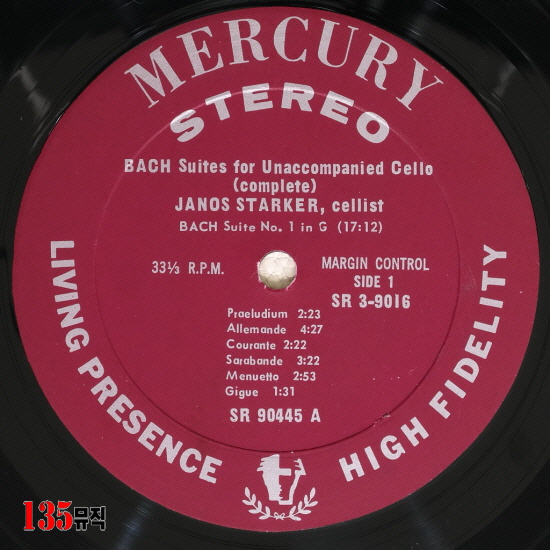 MERCURY
STEREO
BACH Suites for Unaccompanied Cello
(complete)
JANOS STARKER, cellist
BACH Suite No. 1 in G (17:12)
33⅓ R.P.M.
MARGIN CONTROL
SIDE 1
SR 3-9016
Praeludium 2:23
Allemande 4:27
Courante 2:22
Sarabande 3:22
Menuetto 2:53
Gigue 1:31
SR 90445 A
LIVING PRESENCE
HIGH FIDELITY
135뮤직